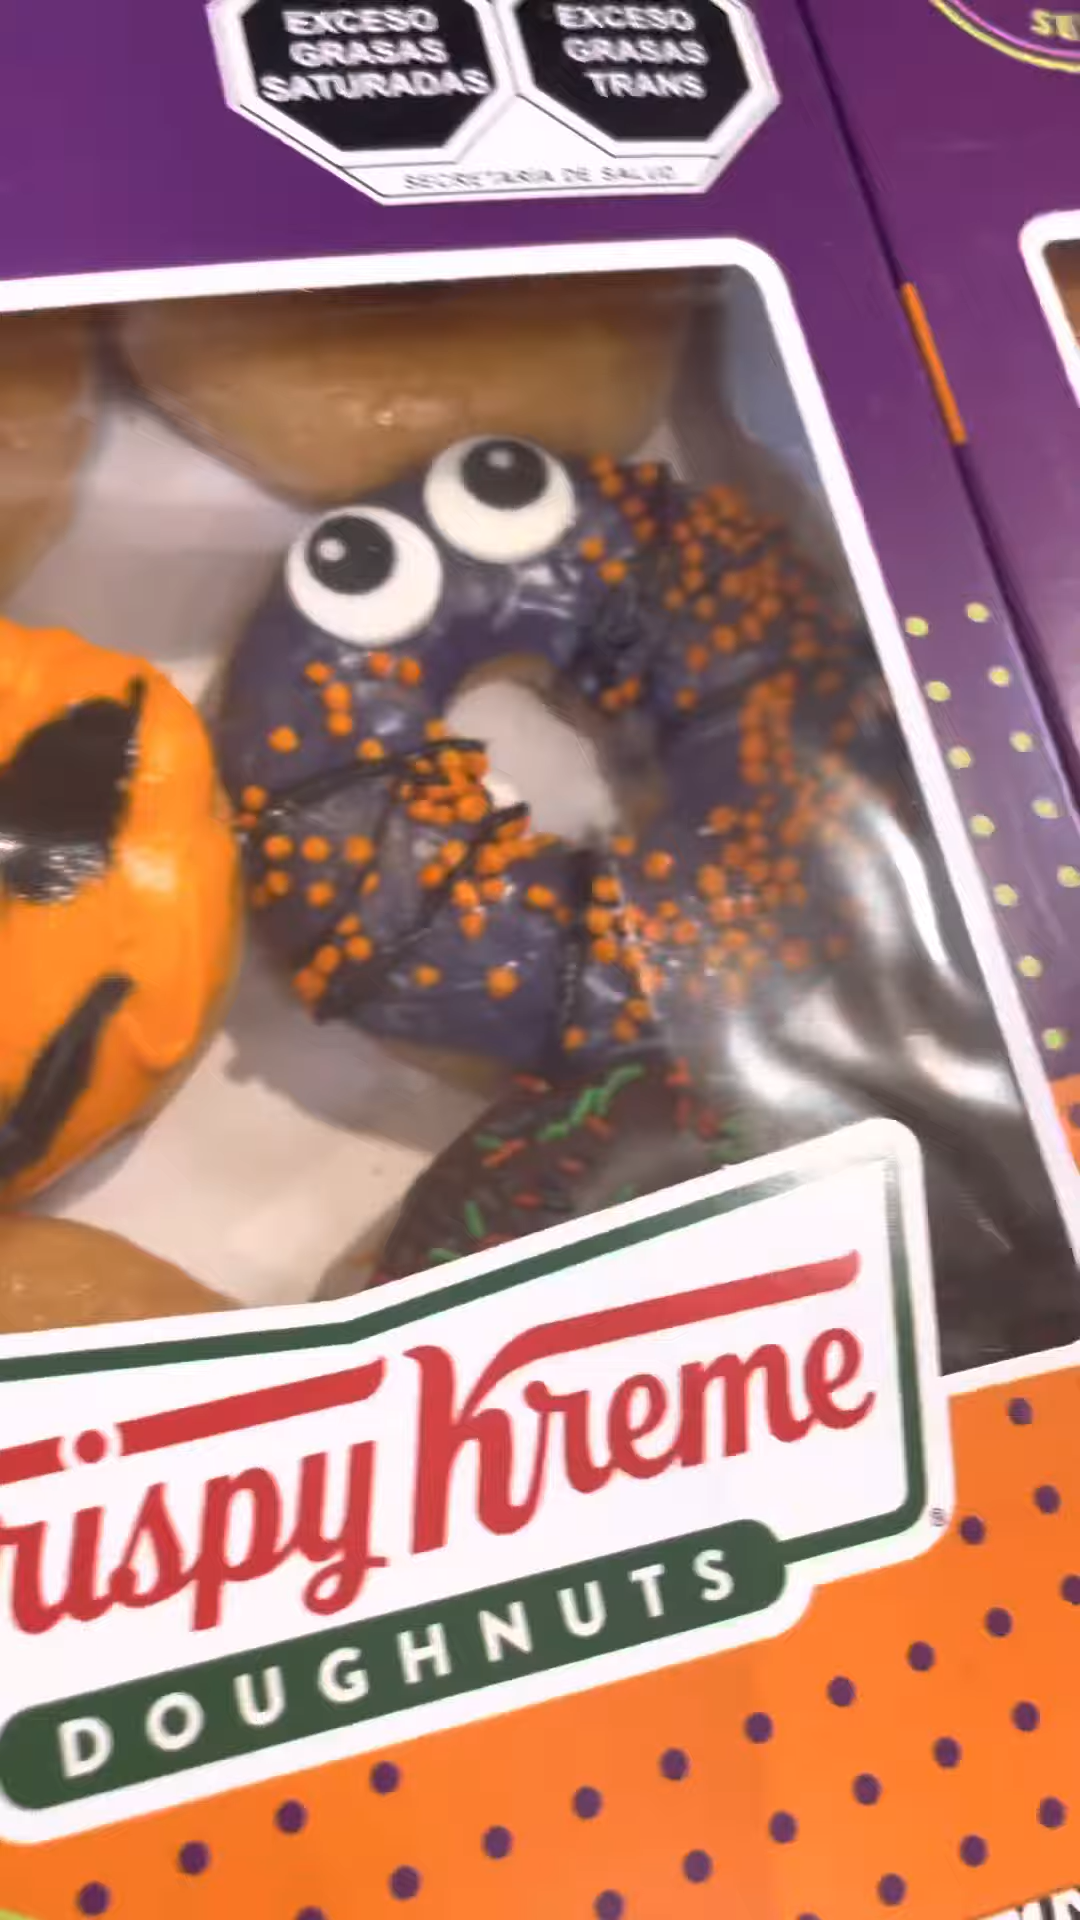 EXCESO
GRASAS
SATURADAS
EXCESO
GRASAS
TRANS
SECRETARÍA DE SALUD
rispy Kreme
®
DOUGHNUTS